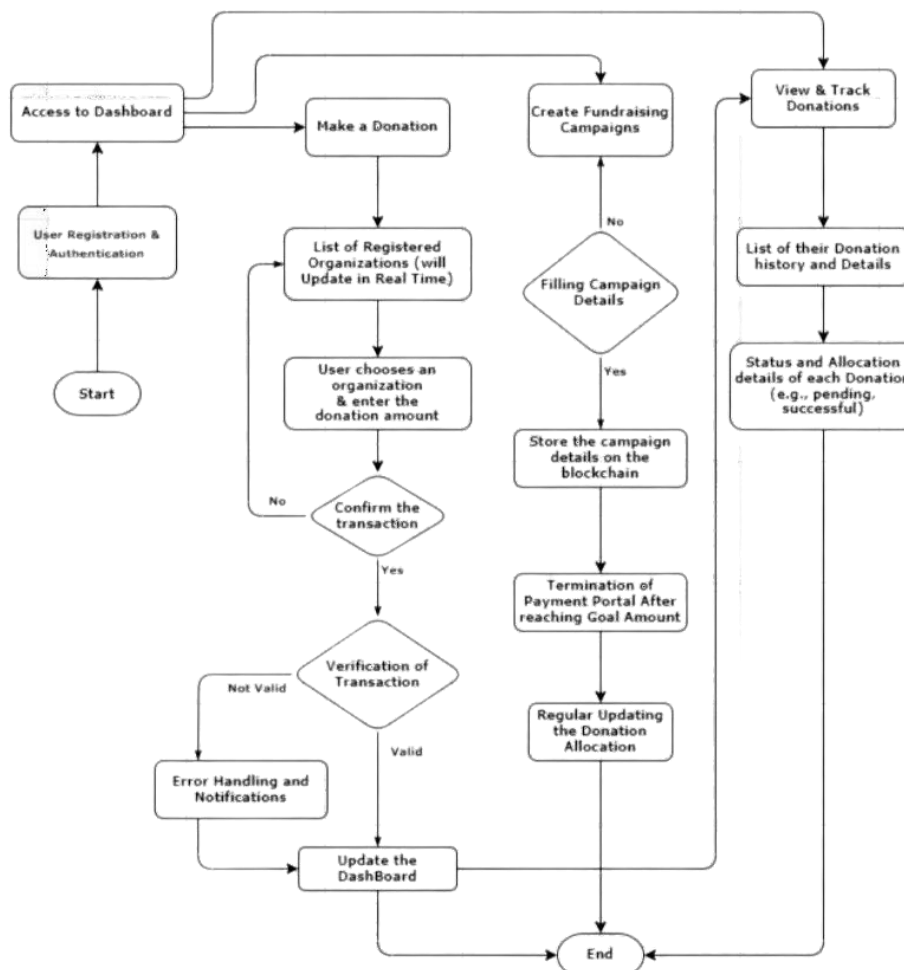 Access to Dashboard
Make a Donation
Create Fundraising
Campaigns
View & Track
Donations
User Registration &
Authentication
List of Registered
Organizations (will
Update in Real Time)
No
Filling Campaign
Details
List of their Donation
history and Details
Start
User chooses an
organization
& enter the
donation amount
Yes
Status and Allocation
details of each Donation
(e.g., pending,
successful)
Store the campaign
details on the
blockchain
No
Confirm the
transaction
Yes
Termination of
Payment Portal After
reaching Goal Amount
Verification of
Transaction
Not Valid
Valid
Regular Updating
the Donation
Allocation
Error Handling and
Notifications
Update the
DashBoard
End